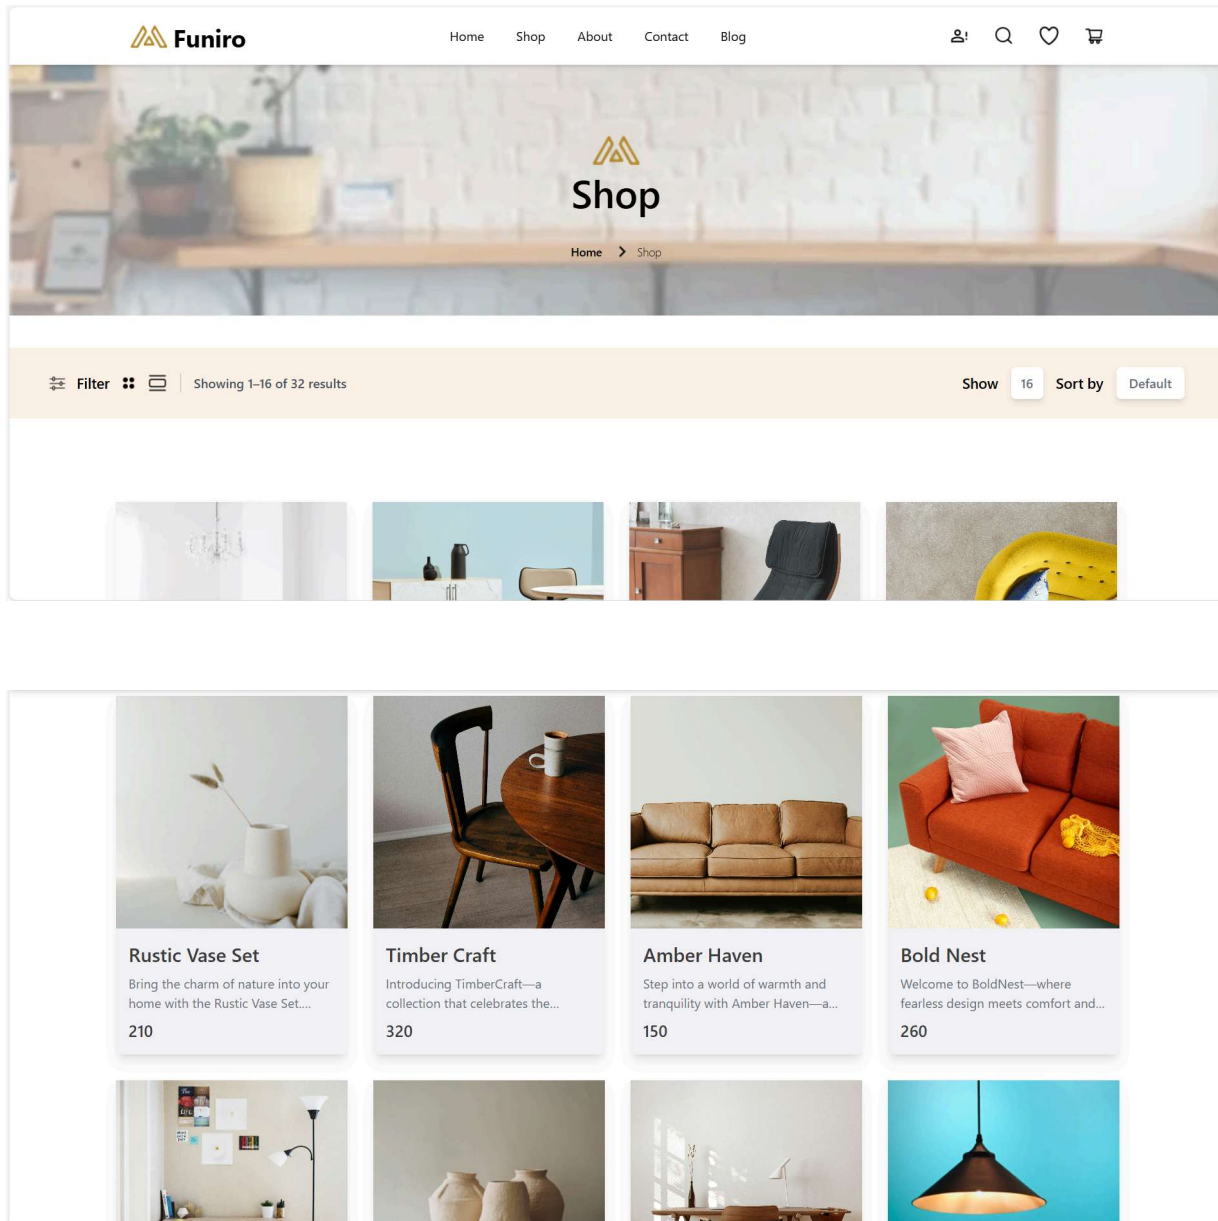 Funiro
Home
Shop
About
Contact
Blog
Shop
Home > Shop
Filter
Showing 1–16 of 32 results
Show
16
Sort by
Default
Rustic Vase Set
Bring the charm of nature into your
home with the Rustic Vase Set....
210
Timber Craft
Introducing TimberCraft—a
collection that celebrates the...
320
Amber Haven
Step into a world of warmth and
tranquility with Amber Haven—a...
150
Bold Nest
Welcome to BoldNest—where
fearless design meets comfort and...
260